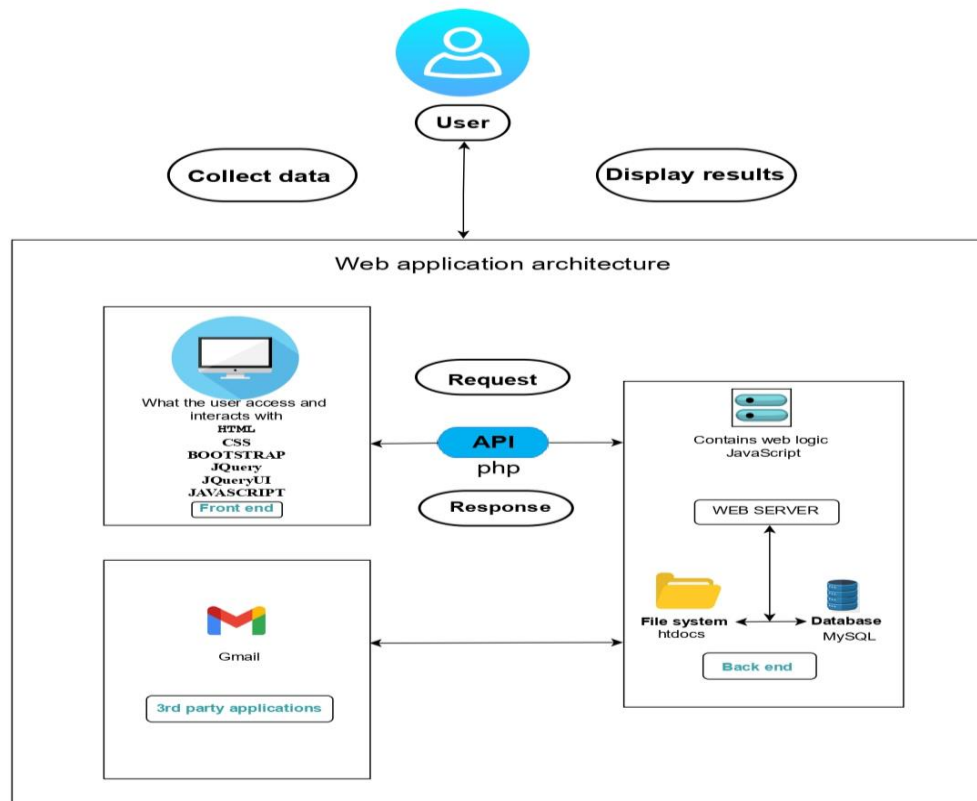 User
Collect data
Display results
Web application architecture
What the user access and
interacts with
HTML
CSS
BOOTSTRAP
JQuery
JQueryUI
JAVASCRIPT
Front end
Request
API
php
Response
Contains web logic
JavaScript
WEB SERVER
File system
htdocs
Database
MySQL
Back end
Gmail
3rd party applications